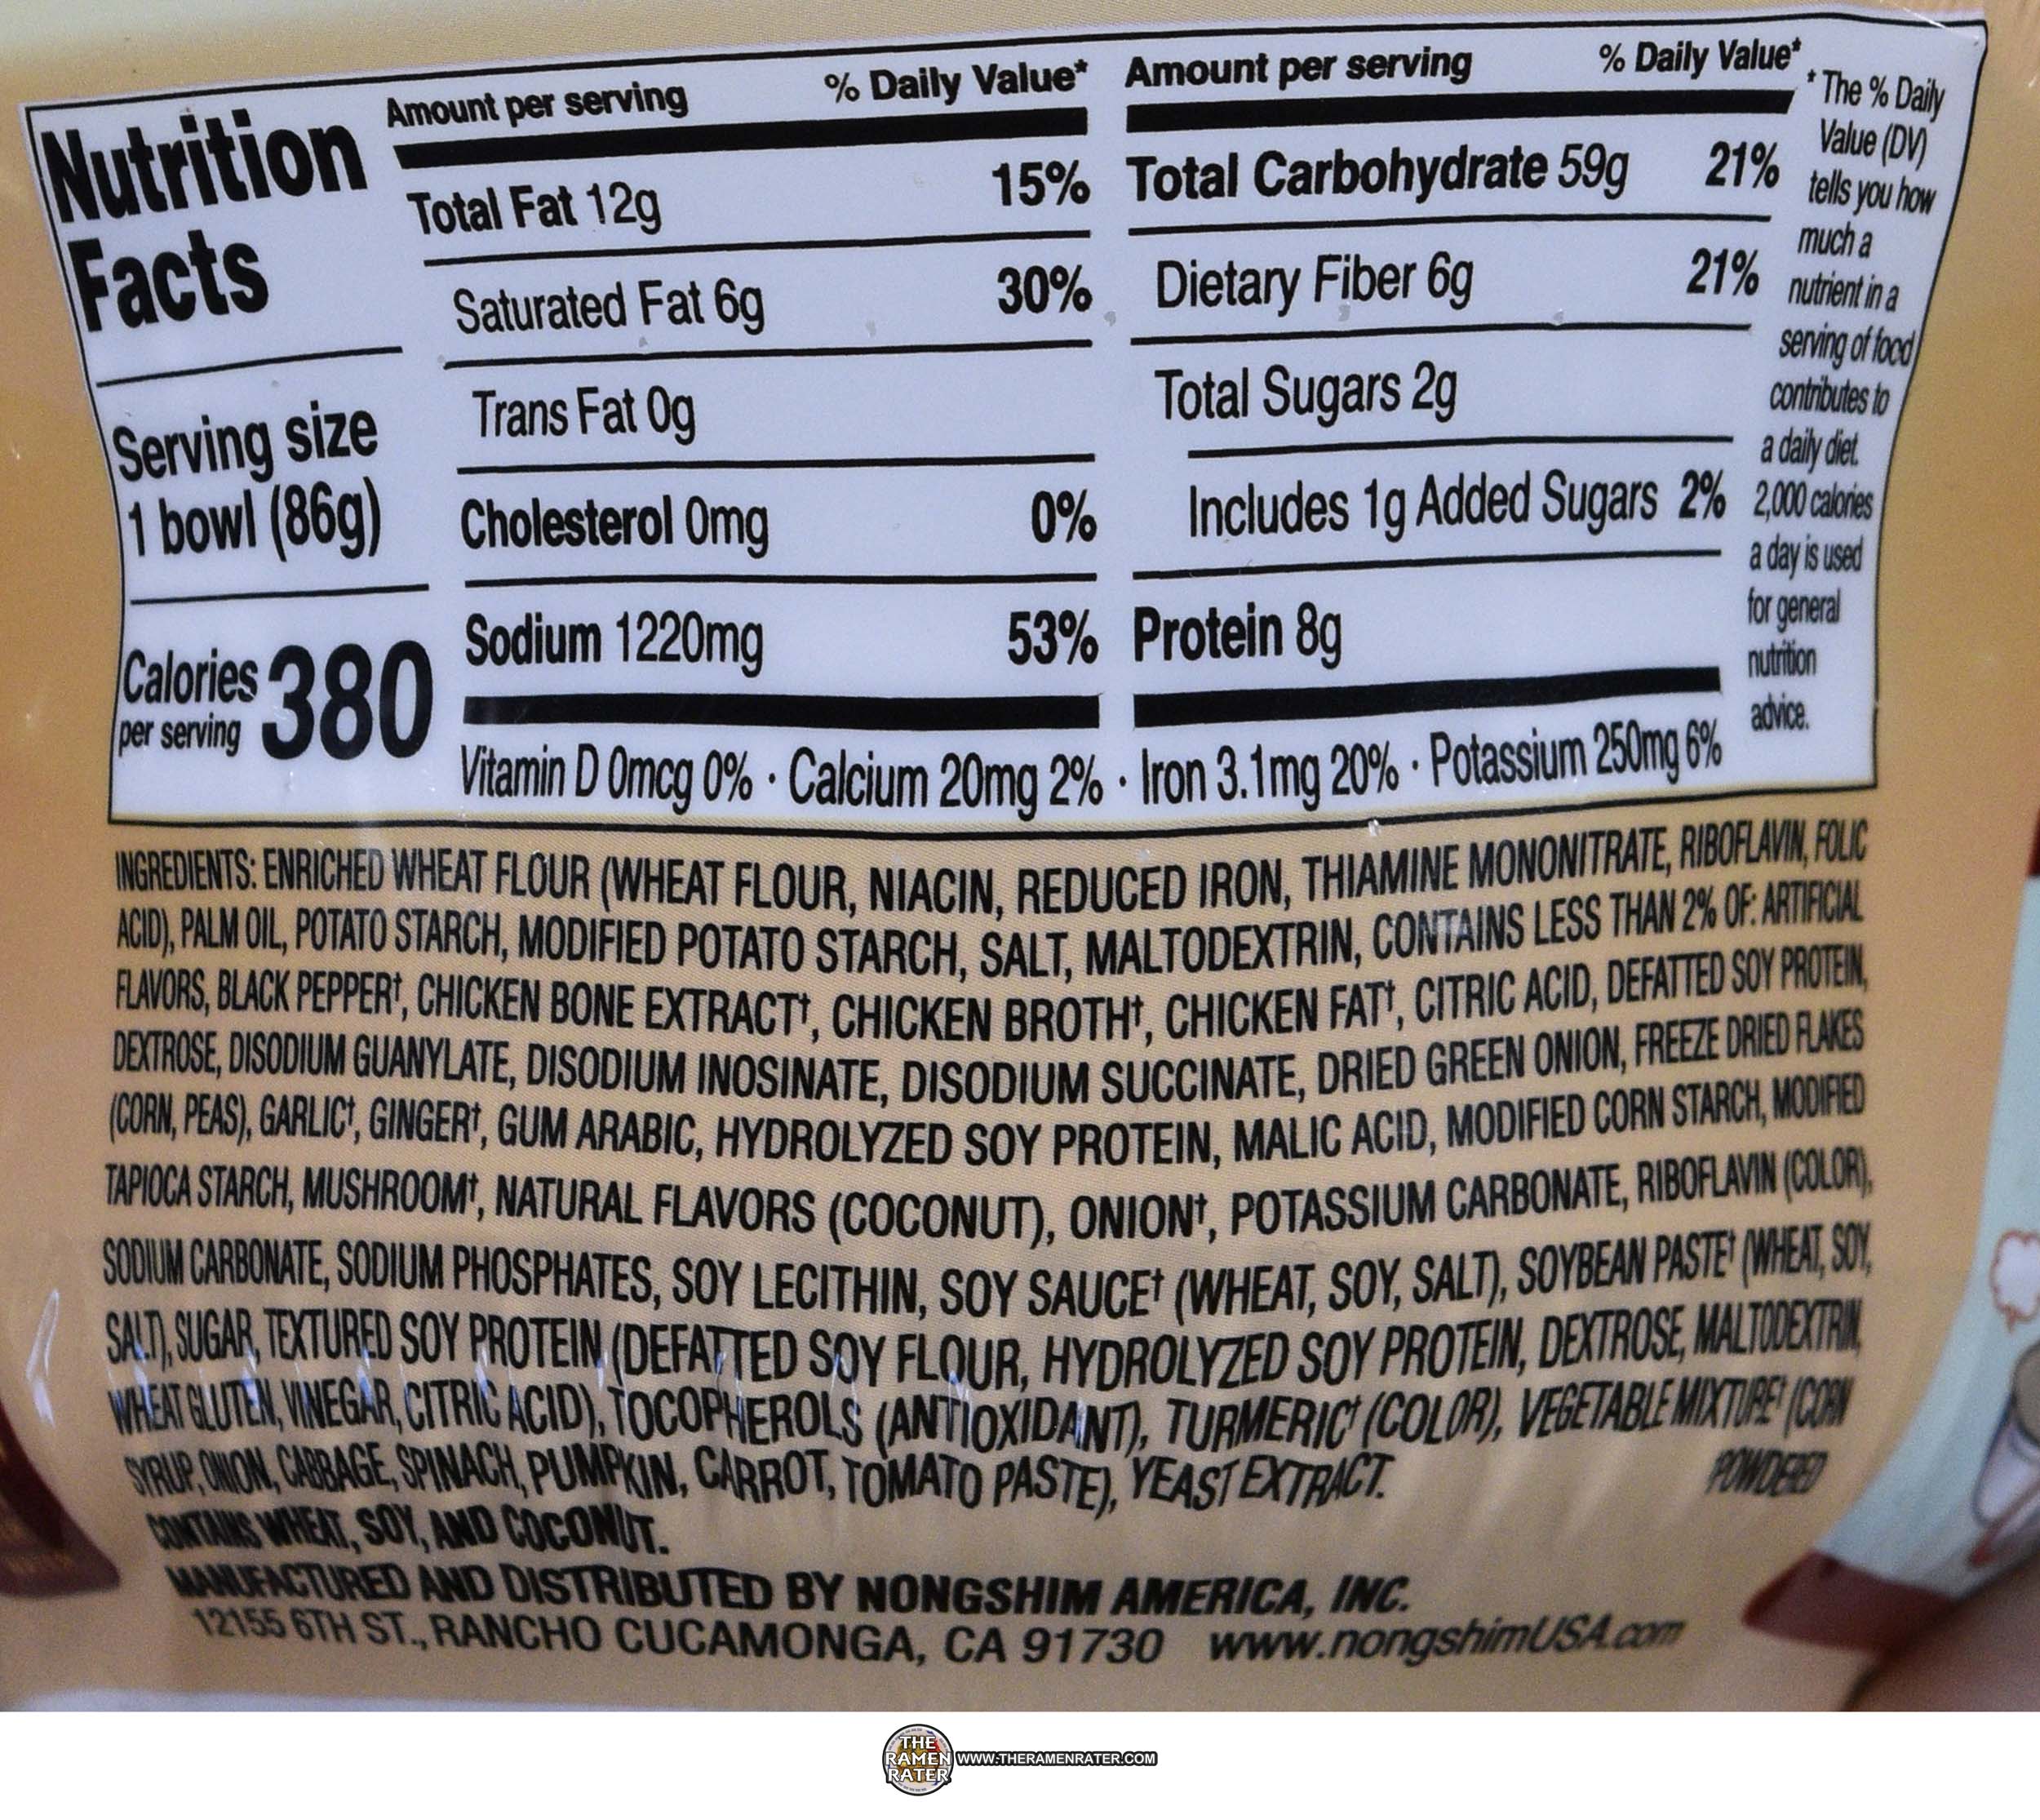 Nutrition
Facts
Serving size
1 bowl (86g)
Calories
per serving
380
Amount per serving % Daily Value*
Total Fat 12g 15%
Saturated Fat 6g 30%
Trans Fat 0g
Cholesterol 0mg 0%
Sodium 1220mg 53%
Amount per serving % Daily Value*
Total Carbohydrate 59g 21%
Dietary Fiber 6g 21%
Total Sugars 2g
Includes 1g Added Sugars 2%
Protein 8g
Vitamin D 0mcg 0% · Calcium 20mg 2% · Iron 3.1mg 20% · Potassium 250mg 6%
* The % Daily
Value (DV)
tells you how
much a
nutrient in a
serving of food
contributes to
a daily diet.
2,000 calories
a day is used
for general
nutrition
advice.
INGREDIENTS: ENRICHED WHEAT FLOUR (WHEAT FLOUR, NIACIN, REDUCED IRON, THIAMINE MONONITRATE, RIBOFLAVIN, FOLIC
ACID), PALM OIL, POTATO STARCH, MODIFIED POTATO STARCH, SALT, MALTODEXTRIN, CONTAINS LESS THAN 2% OF: ARTIFICIAL
FLAVORS, BLACK PEPPER†, CHICKEN BONE EXTRACT†, CHICKEN BROTH†, CHICKEN FAT†, CITRIC ACID, DEFATTED SOY PROTEIN,
DEXTROSE, DISODIUM GUANYLATE, DISODIUM INOSINATE, DISODIUM SUCCINATE, DRIED GREEN ONION, FREEZE DRIED FLAKES
(CORN, PEAS), GARLIC†, GINGER†, GUM ARABIC, HYDROLYZED SOY PROTEIN, MALIC ACID, MODIFIED CORN STARCH, MODIFIED
TAPIOCA STARCH, MUSHROOM†, NATURAL FLAVORS (COCONUT), ONION†, POTASSIUM CARBONATE, RIBOFLAVIN (COLOR),
SODIUM CARBONATE, SODIUM PHOSPHATES, SOY LECITHIN, SOY SAUCE† (WHEAT, SOY, SALT), SOYBEAN PASTE† (WHEAT, SOY,
SALT), SUGAR, TEXTURED SOY PROTEIN (DEFATTED SOY FLOUR, HYDROLYZED SOY PROTEIN, DEXTROSE, MALTODEXTRIN,
WHEAT GLUTEN, VINEGAR, CITRIC ACID), TOCOPHEROLS (ANTIOXIDANT), TURMERIC† (COLOR), VEGETABLE MIXTURE† (CORN
SYRUP, ONION, CABBAGE, SPINACH, PUMPKIN, CARROT, TOMATO PASTE), YEAST EXTRACT. POWDERED
CONTAINS WHEAT, SOY, AND COCONUT.
MANUFACTURED AND DISTRIBUTED BY NONGSHIM AMERICA, INC.
12155 6TH ST., RANCHO CUCAMONGA, CA 91730 www.nongshimUSA.com
THE
RAMEN
RATER
WWW.THERAMENRATER.COM